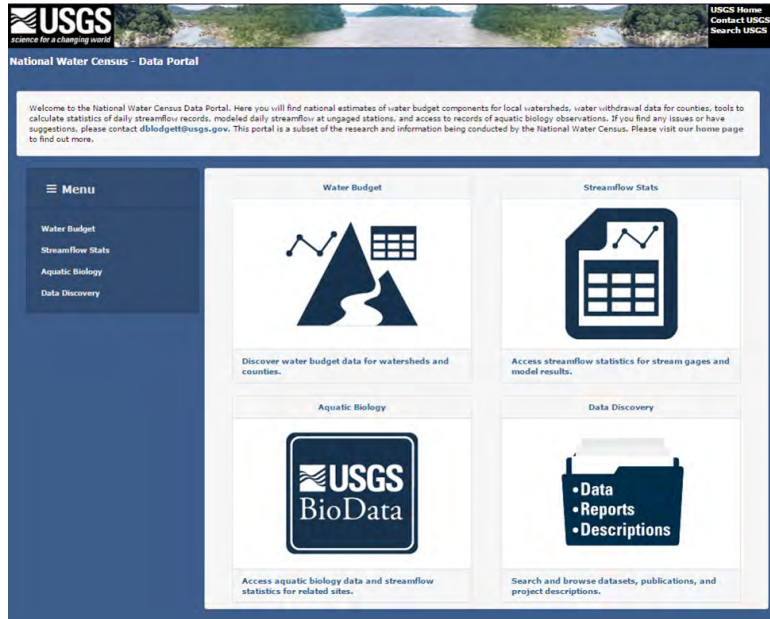 USGS
science for a changing world
USGS Home
Contact USGS
Search USGS
National Water Census - Data Portal
Welcome to the National Water Census Data Portal. Here you will find national estimates of water budget components for local watersheds, water withdrawal data for counties, tools to
calculate statistics of daily streamflow records, modeled daily streamflow at ungaged stations, and access to records of aquatic biology observations. If you find any issues or have
suggestions, please contact dblodgett@usgs.gov. This portal is a subset of the research and information being conducted by the National Water Census. Please visit our home page
to find out more.
☰ Menu
Water Budget
Streamflow Stats
Aquatic Biology
Data Discovery
Water Budget
Discover water budget data for watersheds and
counties.
Streamflow Stats
Access streamflow statistics for stream gages and
model results.
Aquatic Biology
USGS
BioData
Access aquatic biology data and streamflow
statistics for related sites.
Data Discovery
•Data
•Reports
•Descriptions
Search and browse datasets, publications, and
project descriptions.